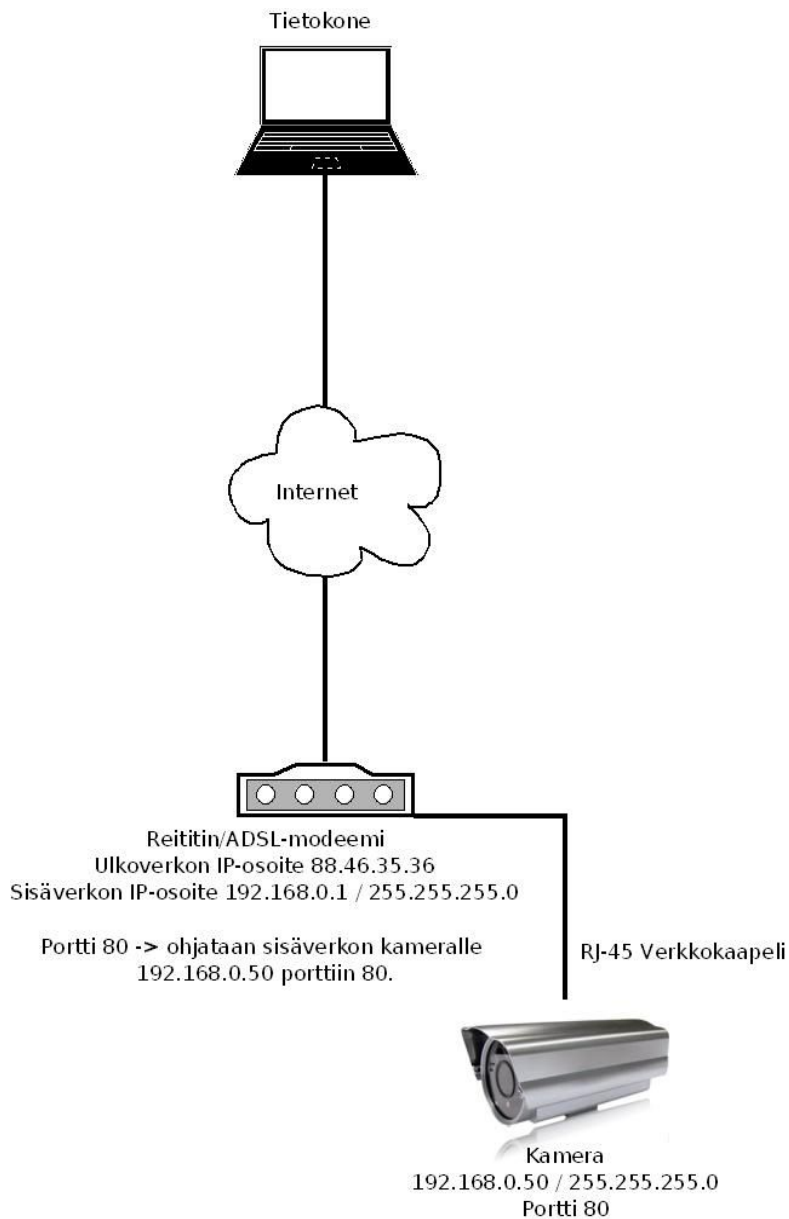 Tietokone
Internet
Reititin/ADSL-modeemi
Ulkoverkon IP-osoite 88.46.35.36
Sisäverkon IP-osoite 192.168.0.1 / 255.255.255.0
Portti 80 -> ohjataan sisäverkon kameralle
192.168.0.50 porttiin 80.
RJ-45 Verkkokaapeli
Kamera
192.168.0.50 / 255.255.255.0
Portti 80